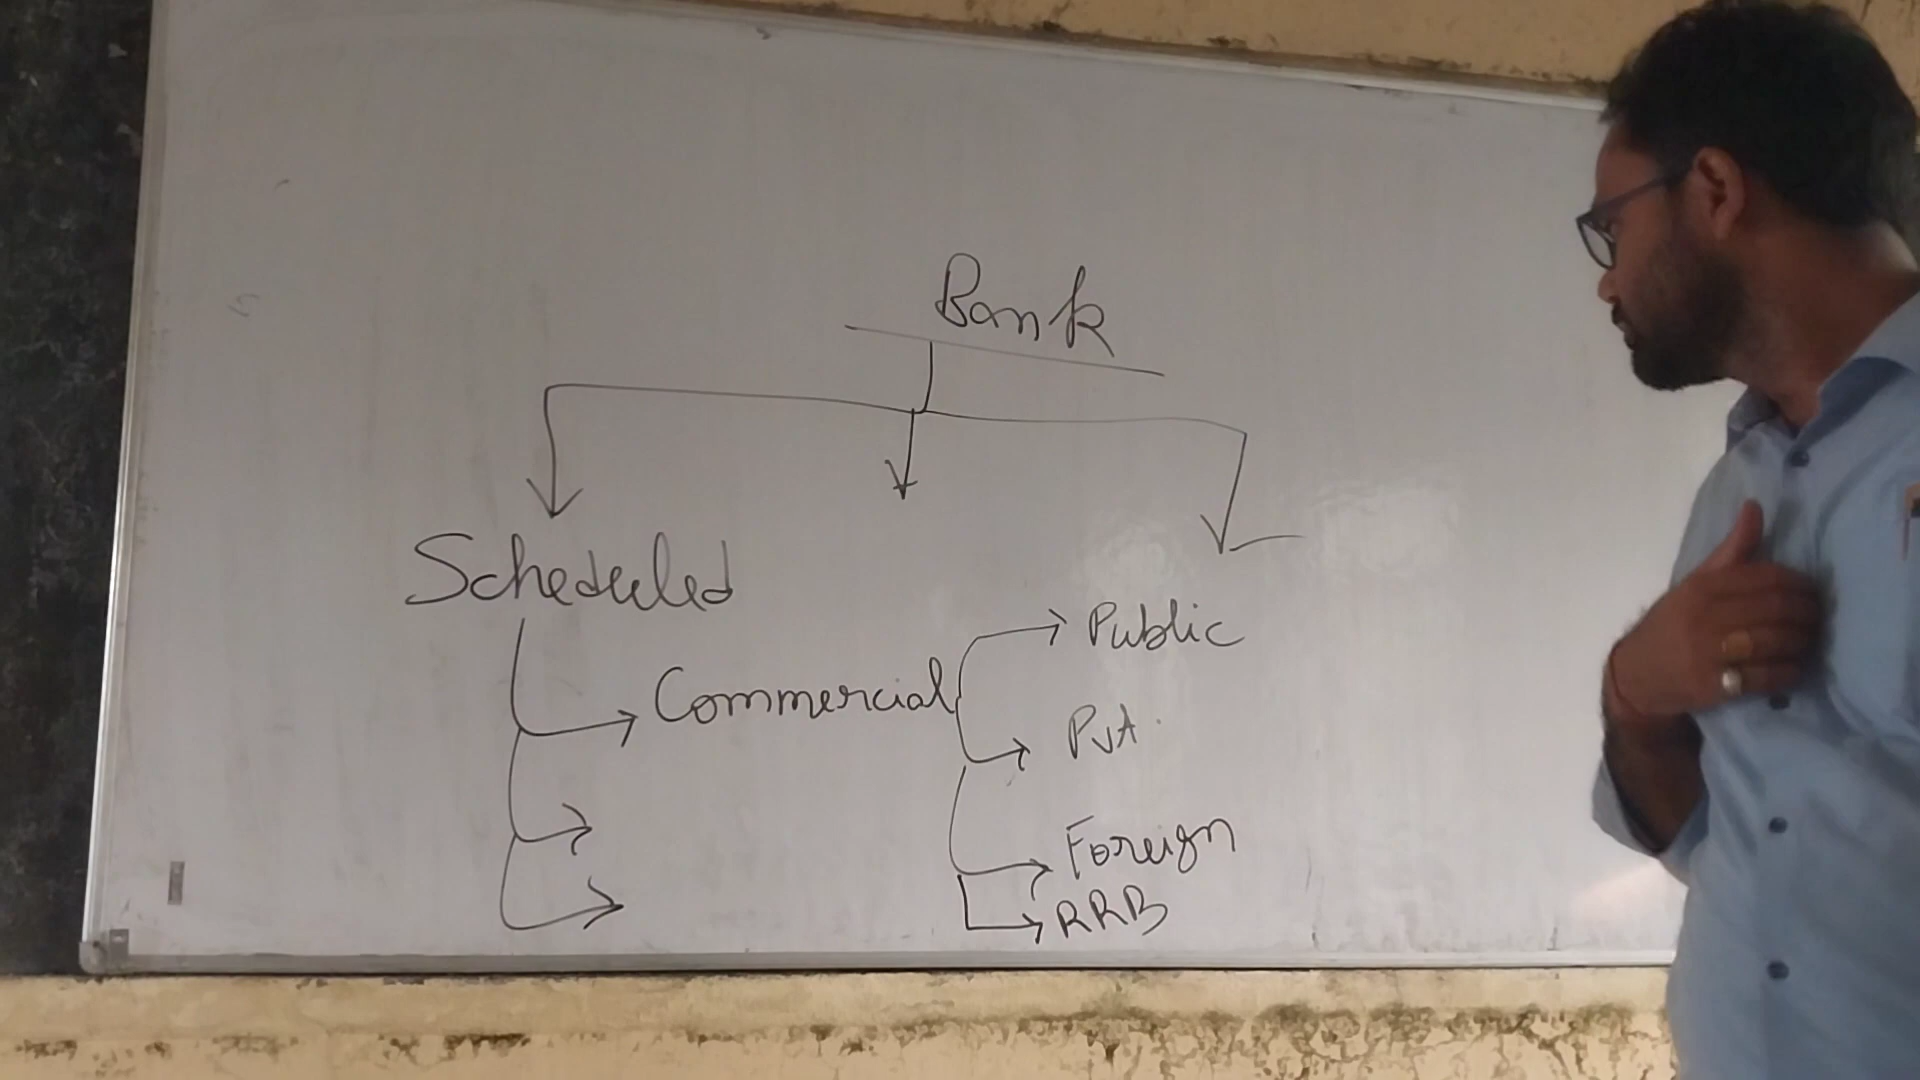 Bank
Scheduled
Commercial
Public
Pvt.
Foreign
RRB